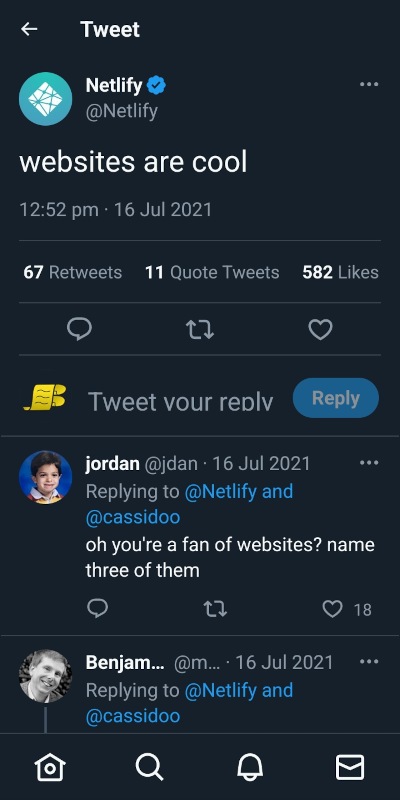 Tweet
Netlify
@Netlify
websites are cool
12:52 pm · 16 Jul 2021
67 Retweets 11 Quote Tweets 582 Likes
Tweet your reply Reply
jordan @jdan · 16 Jul 2021
Replying to @Netlify and
@cassidoo
oh you're a fan of websites? name
three of them
18
Benjam... @m... · 16 Jul 2021
Replying to @Netlify and
@cassidoo